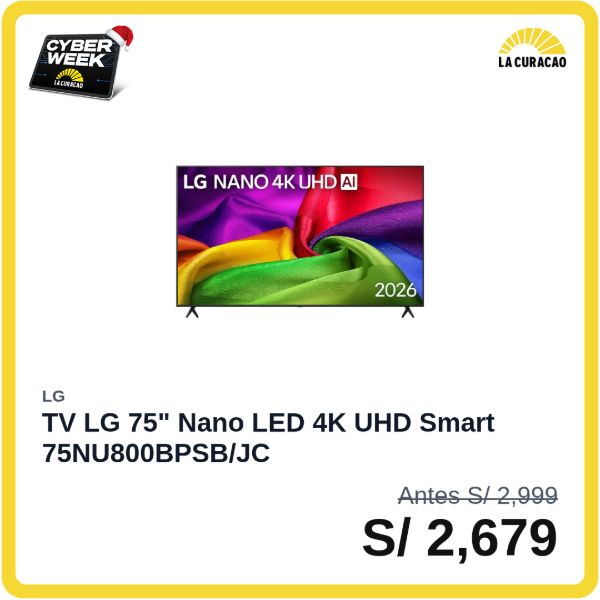 CYBER
WEEK
LA CURACAO
LA CURACAO
LG NANO 4K UHD AI
2026
LG
TV LG 75" Nano LED 4K UHD Smart
75NU800BPSB/JC
Antes S/ 2,999
S/ 2,679